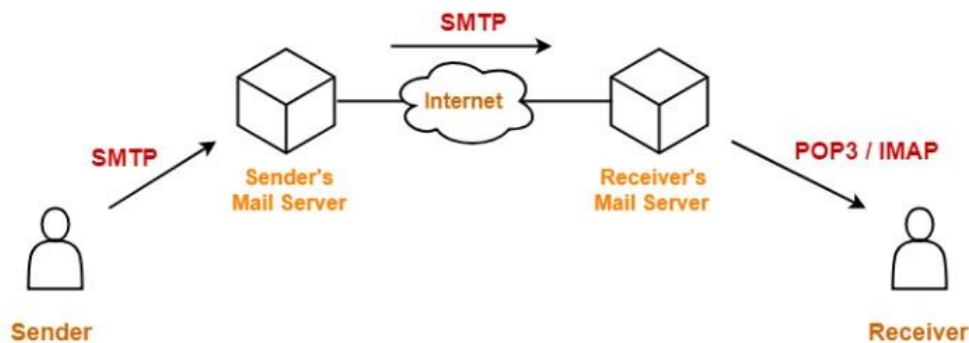 SMTP
Internet
SMTP
POP3 / IMAP
Sender's
Mail Server
Receiver's
Mail Server
Sender
Receiver